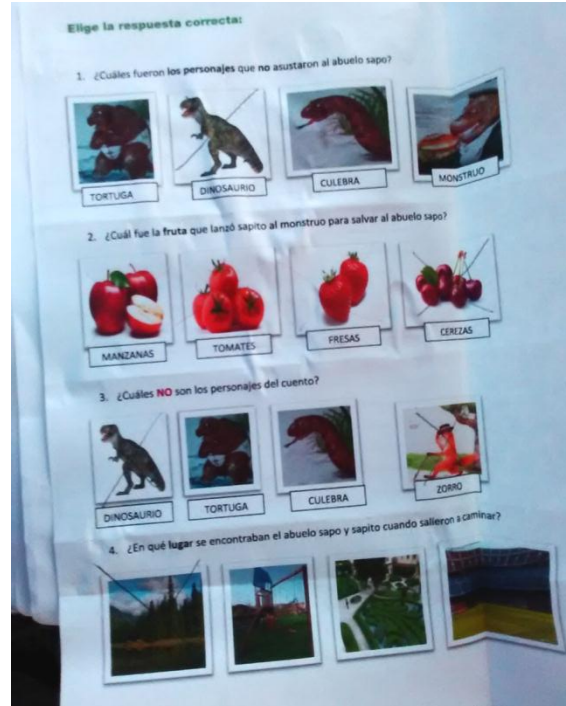 Elige la respuesta correcta:
1. ¿Cuáles fueron los personajes que no asustaron al abuelo sapo?
TORTUGA DINOSAURIO CULEBRA MONSTRUO
2. ¿Cuál fue la fruta que lanzó sapito al monstruo para salvar al abuelo sapo?
MANZANAS TOMATES FRESAS CEREZAS
3. ¿Cuáles NO son los personajes del cuento?
DINOSAURIO TORTUGA CULEBRA ZORRO
4. ¿En qué lugar se encontraban el abuelo sapo y sapito cuando salieron a caminar?